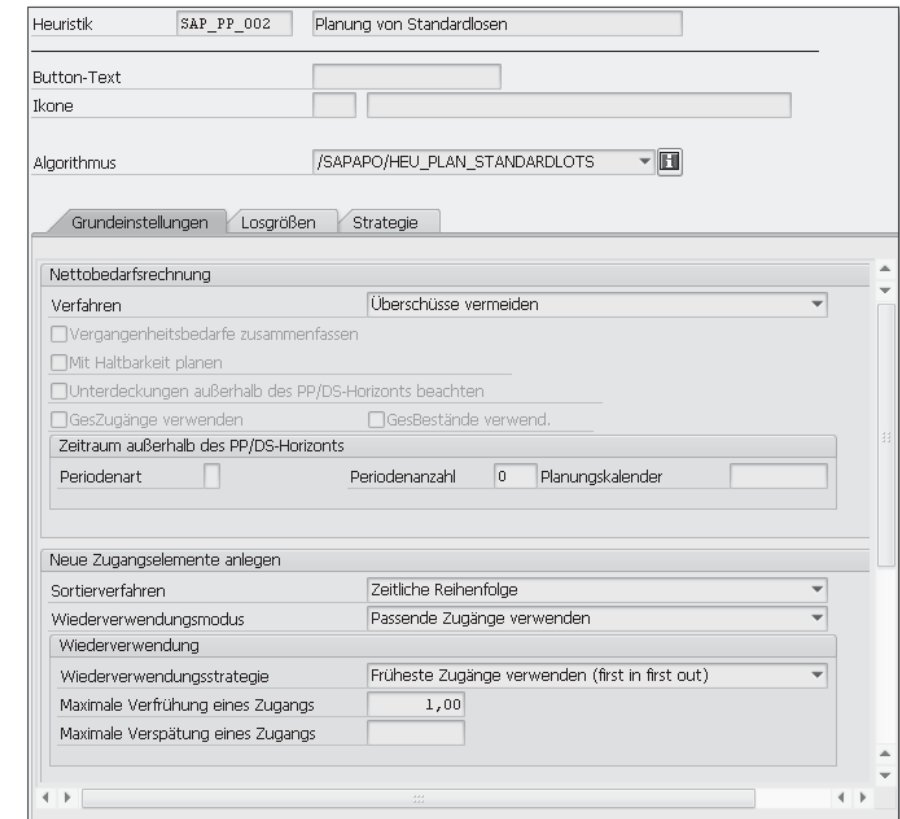 Heuristik SAP_PP_002 Planung von Standardlosen
Button-Text
Ikone
Algorithmus /SAPAPO/HEU_PLAN_STANDARDLOTS
Grundeinstellungen Losgrößen Strategie
Nettobedarfsrechnung
Verfahren Überschüsse vermeiden
Vergangenheitsbedarfe zusammenfassen
Mit Haltbarkeit planen
Unterdeckungen außerhalb des PP/DS-Horizonts beachten
GesZugänge verwenden GesBestände verwend.
Zeitraum außerhalb des PP/DS-Horizonts
Periodenart Periodenanzahl 0 Planungskalender
Neue Zugangselemente anlegen
Sortierverfahren Zeitliche Reihenfolge
Wiederverwendungsmodus Passende Zugänge verwenden
Wiederverwendung
Wiederverwendungsstrategie Früheste Zugänge verwenden (first in first out)
Maximale Verfrühung eines Zugangs 1,00
Maximale Verspätung eines Zugangs